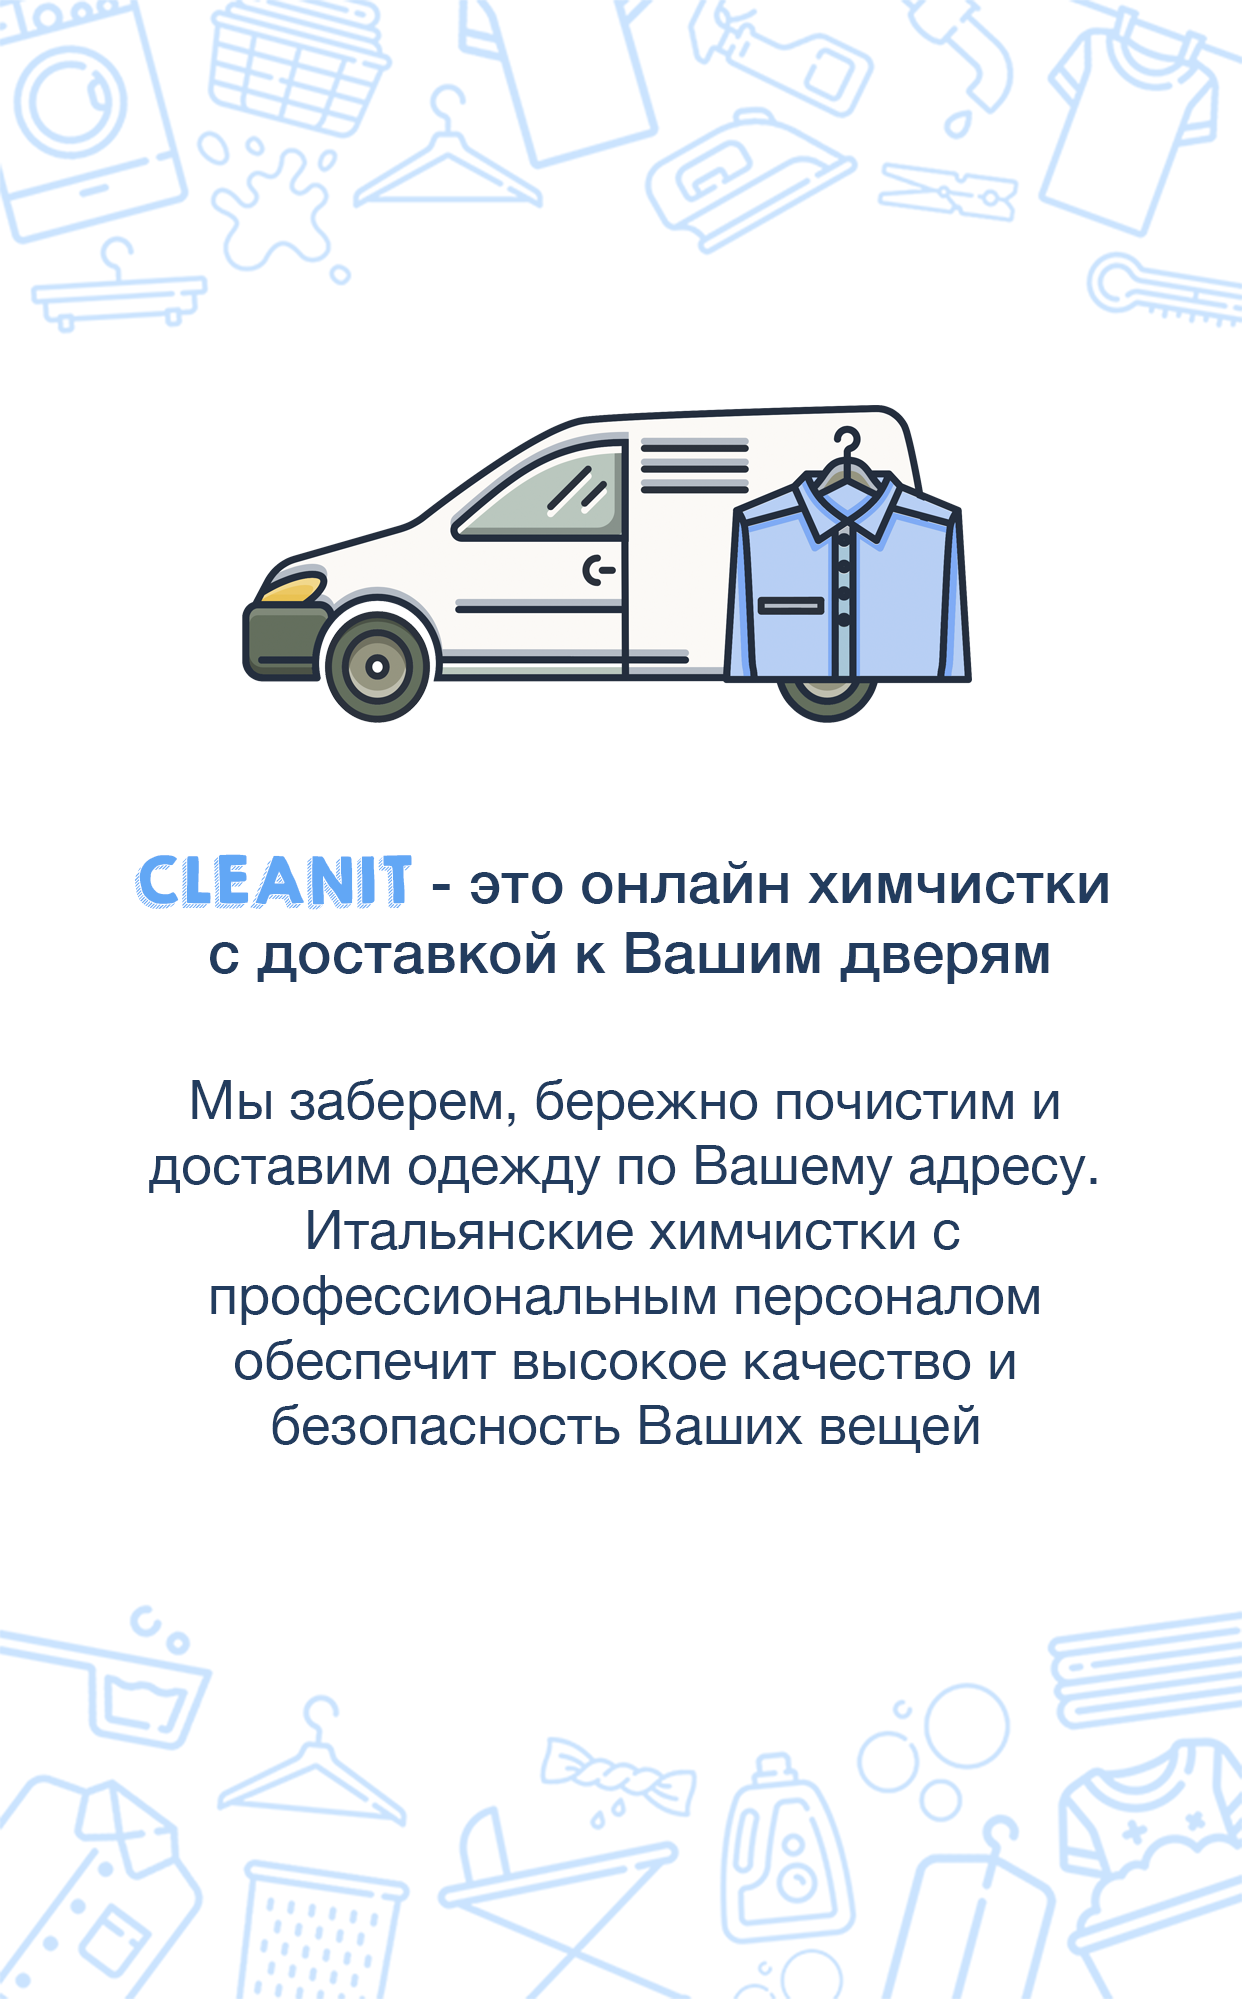 CLEANIT - это онлайн химчистки
с доставкой к Вашим дверям
Мы заберем, бережно почистим и
доставим одежду по Вашему адресу.
Итальянские химчистки с
профессиональным персоналом
обеспечит высокое качество и
безопасность Ваших вещей